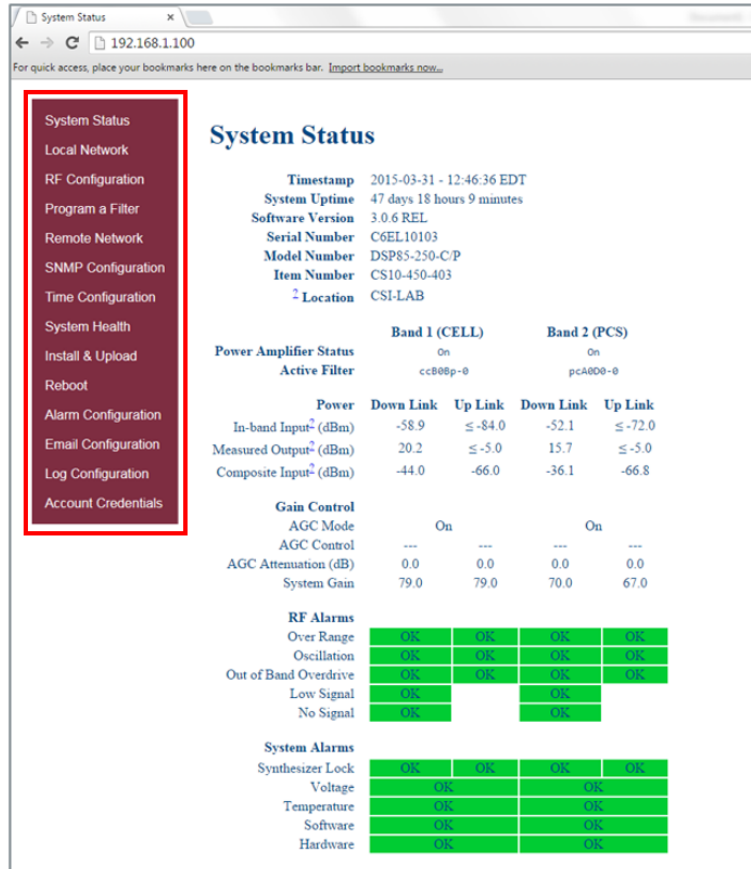 System Status
192.168.1.100
For quick access, place your bookmarks here on the bookmarks bar. Import bookmarks now...
System Status
Local Network
RF Configuration
Program a Filter
Remote Network
SNMP Configuration
Time Configuration
System Health
Install & Upload
Reboot
Alarm Configuration
Email Configuration
Log Configuration
Account Credentials
System Status
Timestamp 2015-03-31 - 12:46:36 EDT
System Uptime 47 days 18 hours 9 minutes
Software Version 3.0.6 REL
Serial Number C6EL10103
Model Number DSP85-250-C/P
Item Number CS10-450-403
? Location CSI-LAB
Band 1 (CELL) Band 2 (PCS)
Power Amplifier Status On On
Active Filter ccB0Bp-0 pcA0D0-0
Power Down Link Up Link Down Link Up Link
In-band Input? (dBm) -58.9 ≤ -84.0 -52.1 ≤ -72.0
Measured Output? (dBm) 20.2 ≤ -5.0 15.7 ≤ -5.0
Composite Input? (dBm) -44.0 -66.0 -36.1 -66.8
Gain Control
AGC Mode On On
AGC Control --- --- --- ---
AGC Attenuation (dB) 0.0 0.0 0.0 0.0
System Gain 79.0 79.0 70.0 67.0
RF Alarms
Over Range OK OK OK OK
Oscillation OK OK OK OK
Out of Band Overdrive OK OK OK OK
Low Signal OK OK
No Signal OK OK
System Alarms
Synthesizer Lock OK OK OK OK
Voltage OK OK
Temperature OK OK
Software OK OK
Hardware OK OK